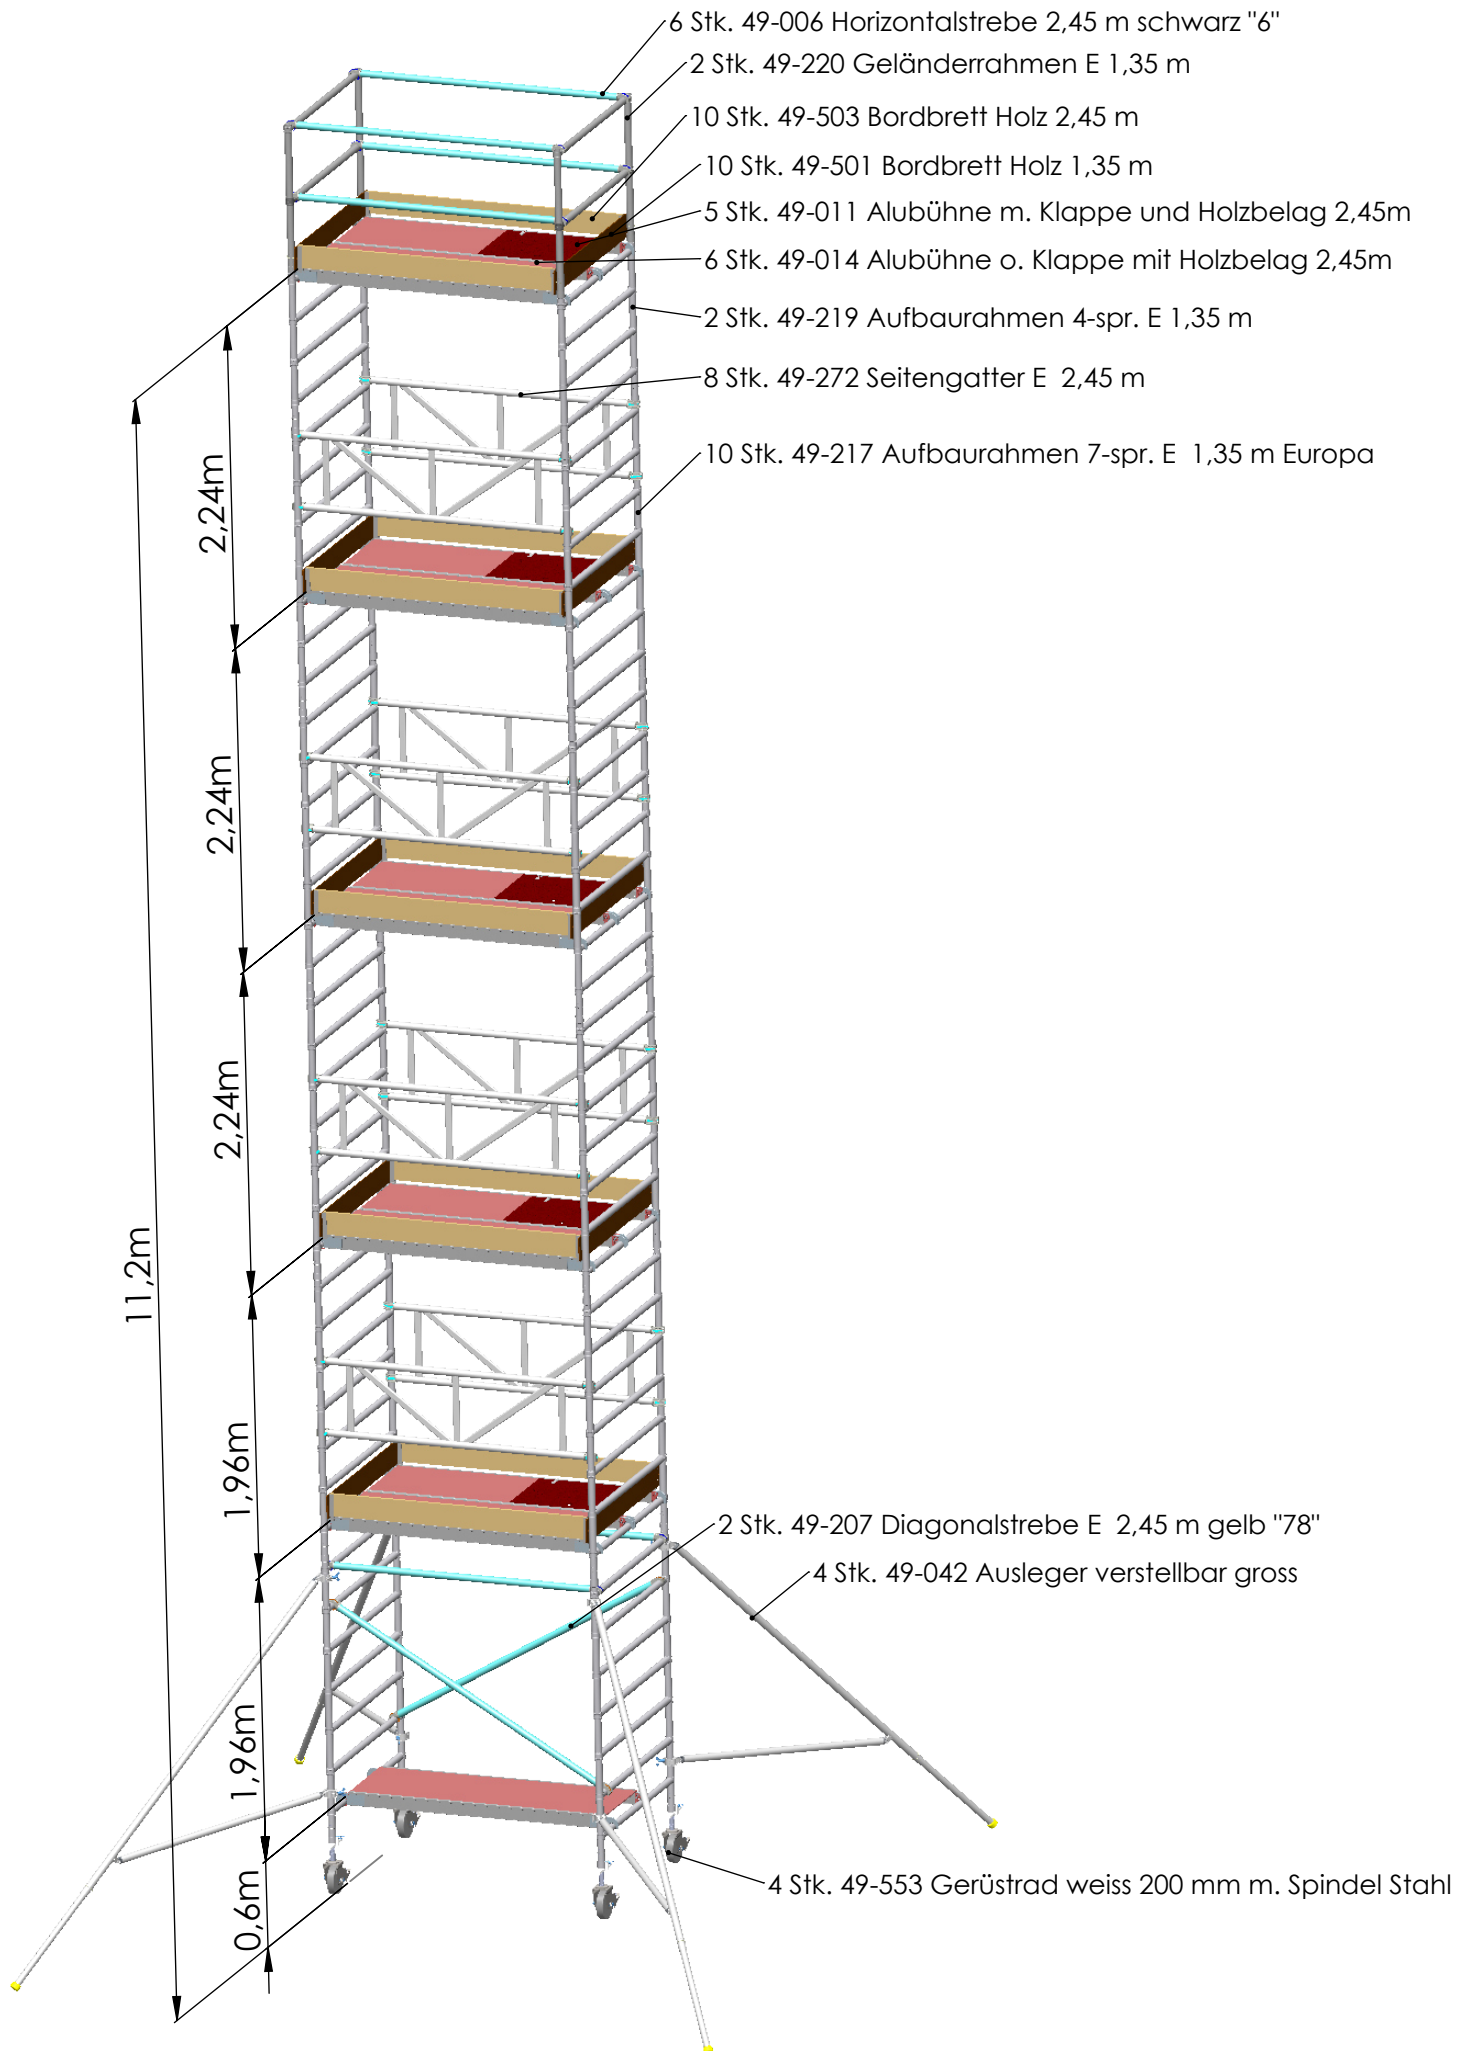 6 Stk. 49-006 Horizontalstrebe 2,45 m schwarz "6"
2 Stk. 49-220 Geländerrahmen E 1,35 m
10 Stk. 49-503 Bordbrett Holz 2,45 m
10 Stk. 49-501 Bordbrett Holz 1,35 m
5 Stk. 49-011 Alubühne m. Klappe und Holzbelag 2,45m
6 Stk. 49-014 Alubühne o. Klappe mit Holzbelag 2,45m
2 Stk. 49-219 Aufbaurahmen 4-spr. E 1,35 m
8 Stk. 49-272 Seitengatter E 2,45 m
10 Stk. 49-217 Aufbaurahmen 7-spr. E 1,35 m Europa
2,24m
2,24m
2,24m
11,2m
1,96m
2 Stk. 49-207 Diagonalstrebe E 2,45 m gelb "78"
4 Stk. 49-042 Ausleger verstellbar gross
1,96m
4 Stk. 49-553 Gerüstrad weiss 200 mm m. Spindel Stahl
0,6m